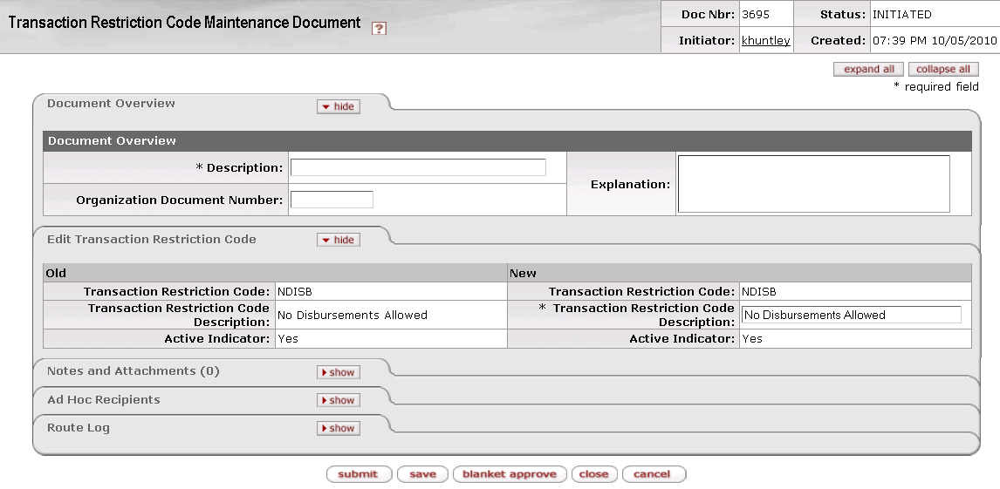 Transaction Restriction Code Maintenance Document ?
Doc Nbr: 3695 Status: INITIATED
Initiator: khuntley Created: 07:39 PM 10/05/2010
expand all collapse all
* required field
Document Overview hide
Document Overview
* Description:
Explanation:
Organization Document Number:
Edit Transaction Restriction Code hide
Old New
Transaction Restriction Code: NDISB Transaction Restriction Code: NDISB
Transaction Restriction Code Description: No Disbursements Allowed * Transaction Restriction Code Description: No Disbursements Allowed
Active Indicator: Yes Active Indicator: Yes
Notes and Attachments (0) show
Ad Hoc Recipients show
Route Log show
submit save blanket approve close cancel